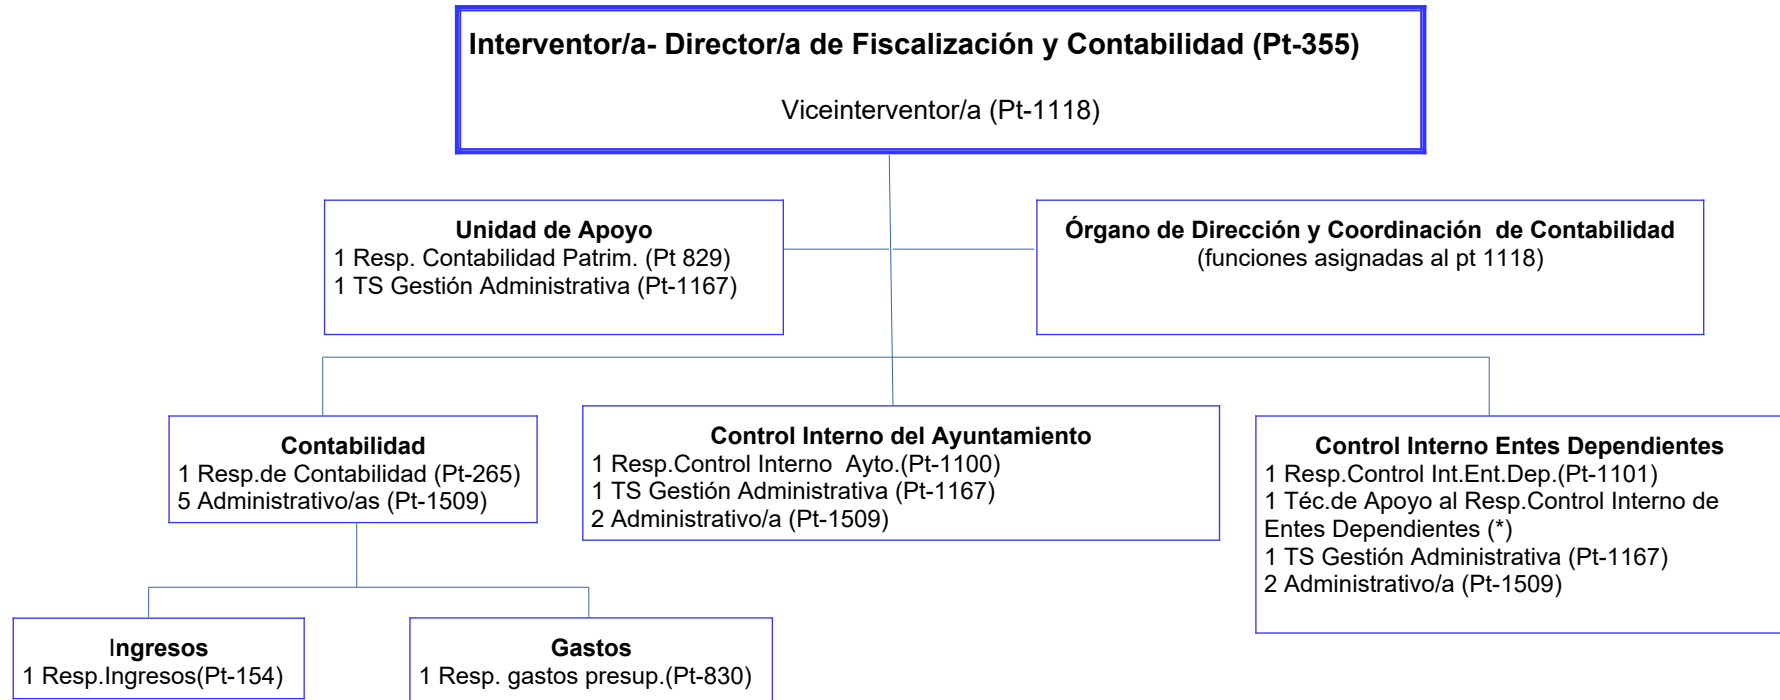 Interventor/a- Director/a de Fiscalización y Contabilidad (Pt-355)
Viceinterventor/a (Pt-1118)
Unidad de Apoyo
1 Resp. Contabilidad Patrim. (Pt 829)
1 TS Gestión Administrativa (Pt-1167)
Órgano de Dirección y Coordinación  de Contabilidad
(funciones asignadas al pt 1118)
Contabilidad
1 Resp.de Contabilidad (Pt-265)
5 Administrativo/as (Pt-1509)
Control Interno del Ayuntamiento
1 Resp.Control Interno  Ayto.(Pt-1100)
1 TS Gestión Administrativa (Pt-1167)
2 Administrativo/a (Pt-1509)
Control Interno Entes Dependientes
1 Resp.Control Int.Ent.Dep.(Pt-1101)
1 Téc.de Apoyo al Resp.Control Interno de
Entes Dependientes (*)
1 TS Gestión Administrativa (Pt-1167)
2 Administrativo/a (Pt-1509)
Ingresos
1 Resp.Ingresos(Pt-154)
Gastos
1 Resp. gastos presup.(Pt-830)